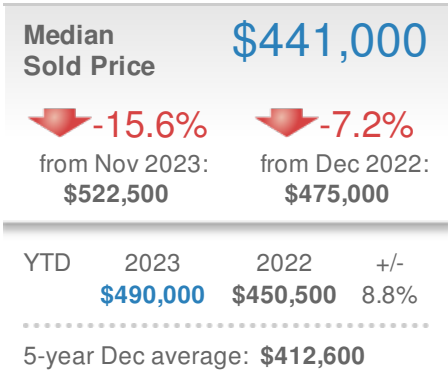 Median $441,000
Sold Price
-15.6% -7.2%
from Nov 2023: from Dec 2022:
$522,500 $475,000
YTD 2023 2022 +/-
$490,000 $450,500 8.8%
5-year Dec average: $412,600